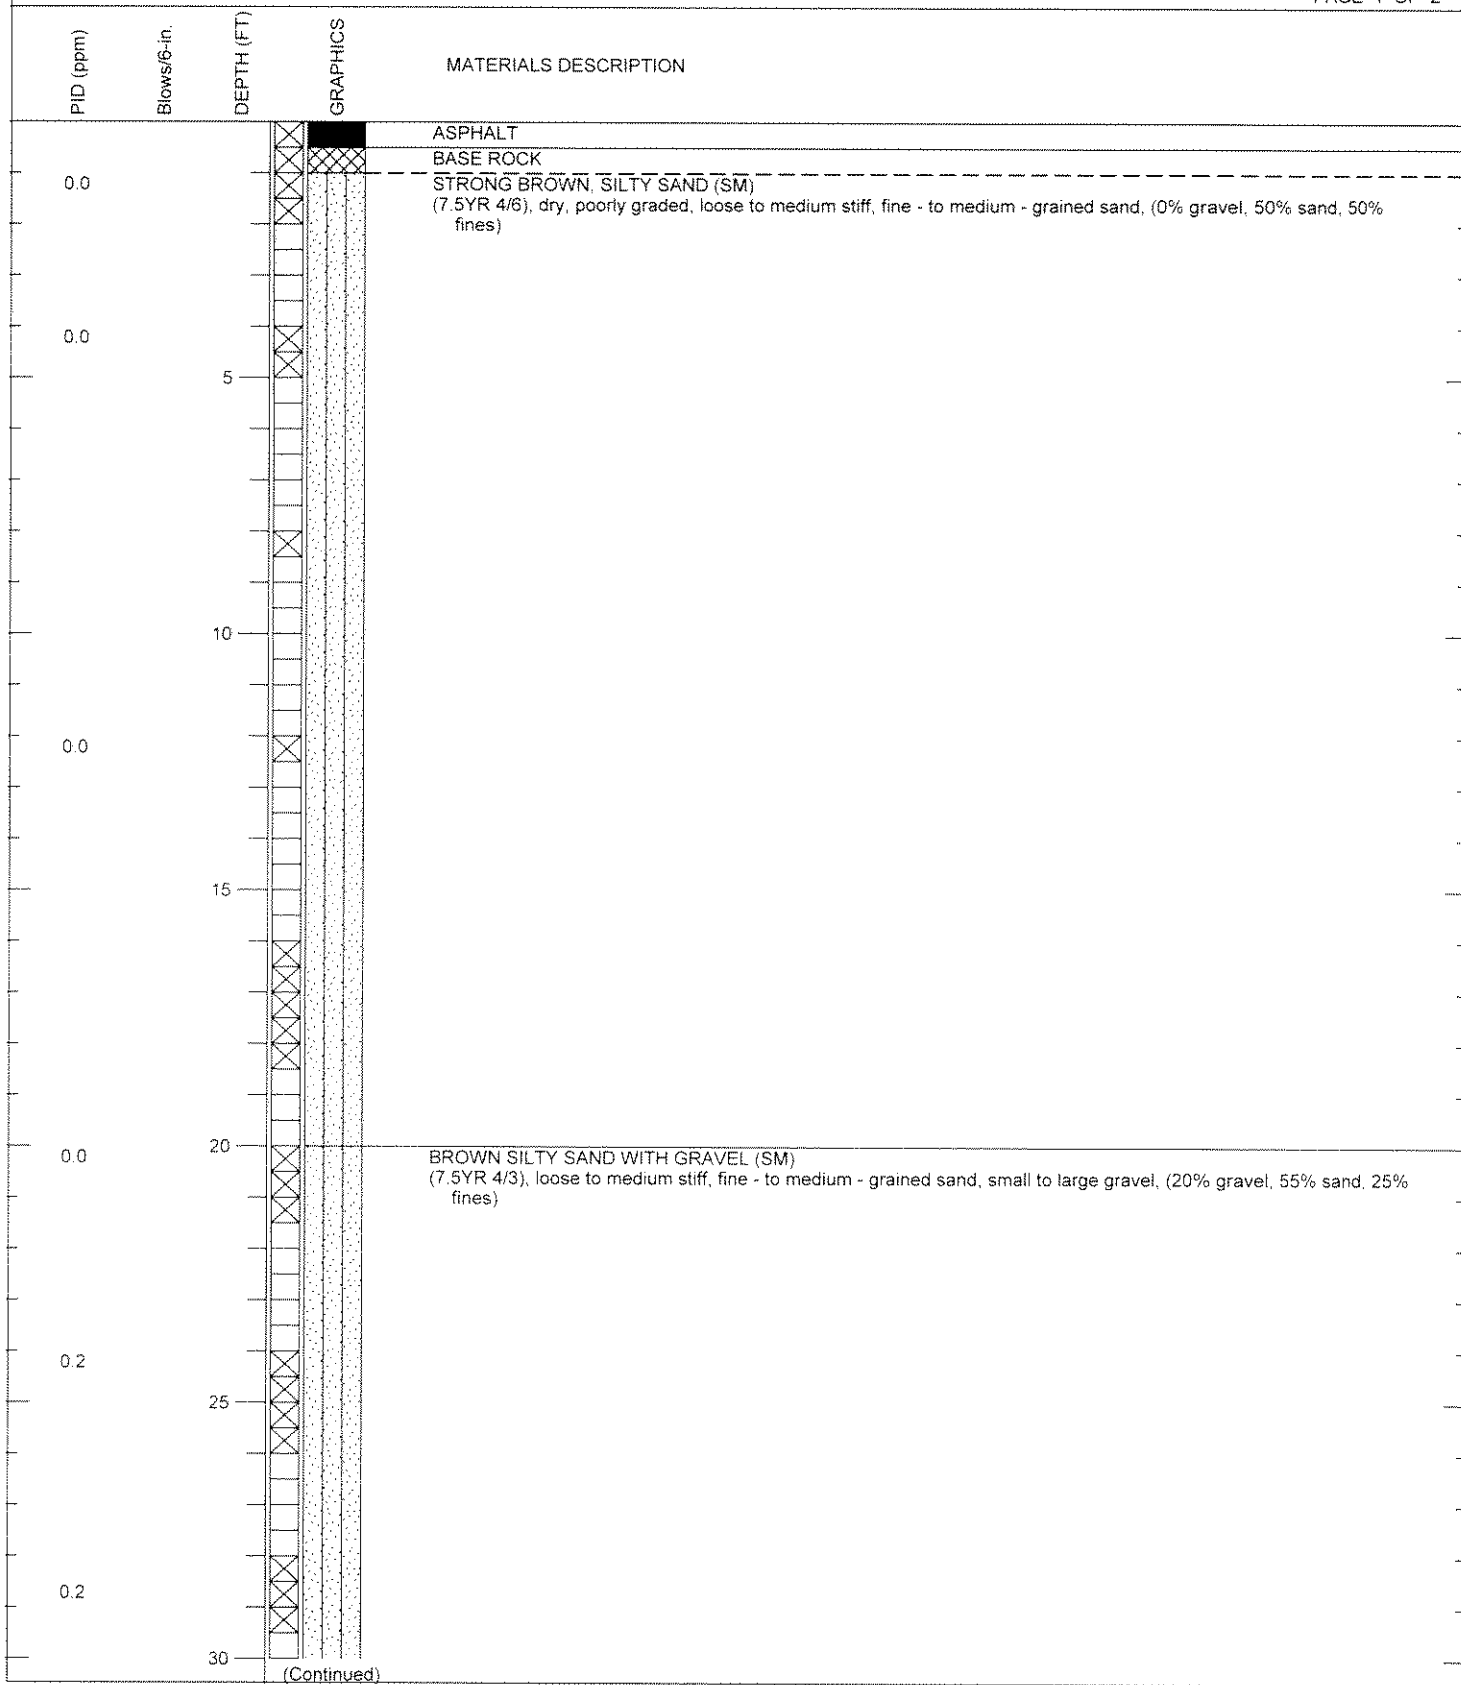 PAGE 1 OF 2
PID (ppm)
Blows/6-in.
DEPTH (FT)
GRAPHICS
MATERIALS DESCRIPTION
ASPHALT
BASE ROCK
0.0
STRONG BROWN, SILTY SAND (SM)
(7.5YR 4/6), dry, poorly graded, loose to medium stiff, fine - to medium - grained sand, (0% gravel, 50% sand, 50%
fines)
0.0
5
10
0.0
15
0.0
20
BROWN SILTY SAND WITH GRAVEL (SM)
(7.5YR 4/3), loose to medium stiff, fine - to medium - grained sand, small to large gravel, (20% gravel, 55% sand, 25%
fines)
0.2
25
0.2
30
(Continued)